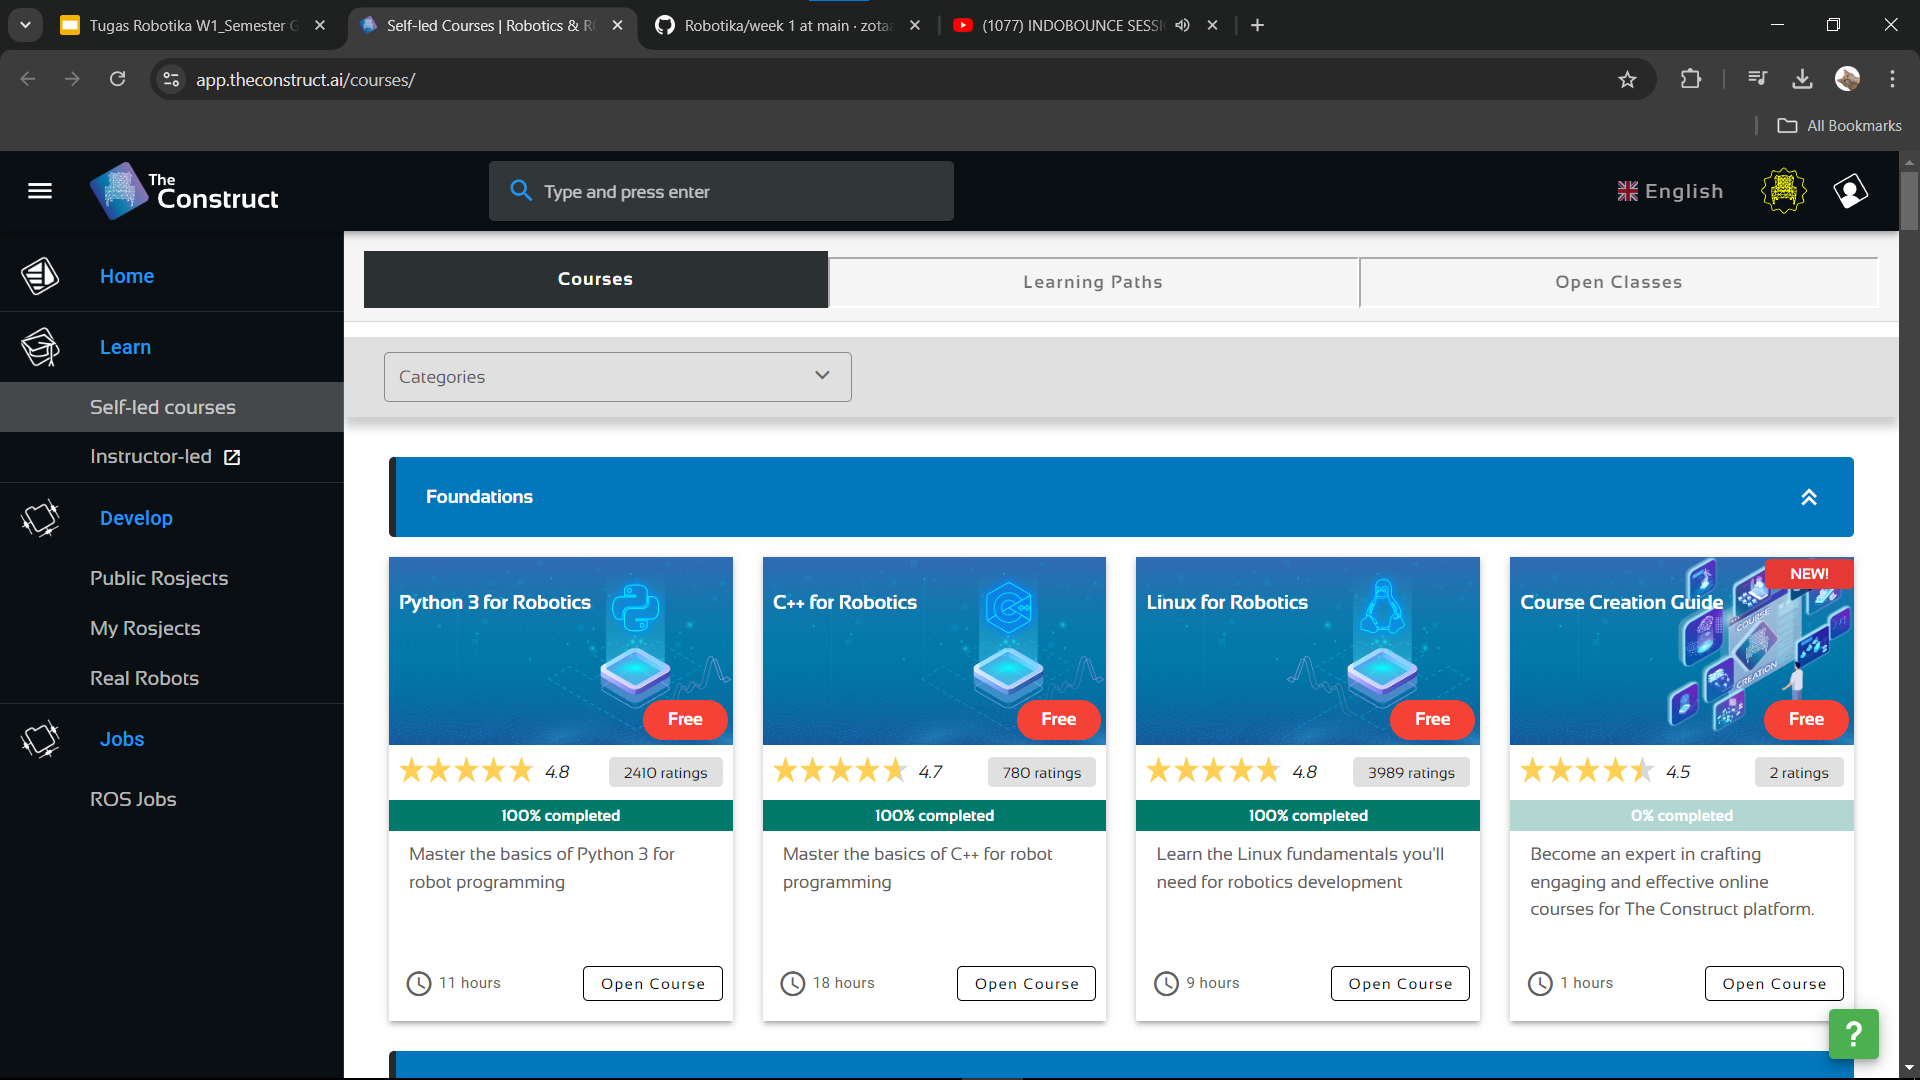 Tugas Robotika W1_Semester G
Self-led Courses | Robotics & RO
Robotika/week 1 at main · zotaa
(1077) INDOBOUNCE SESSI
app.theconstruct.ai/courses/
All Bookmarks
The
Construct
Type and press enter
English
Home
Learn
Self-led courses
Instructor-led
Develop
Public Rosjects
My Rosjects
Real Robots
Jobs
ROS Jobs
Courses
Learning Paths
Open Classes
Categories
Foundations
Python 3 for Robotics
Free
4.8
2410 ratings
100% completed
Master the basics of Python 3 for
robot programming
11 hours
Open Course
C++ for Robotics
Free
4.7
780 ratings
100% completed
Master the basics of C++ for robot
programming
18 hours
Open Course
Linux for Robotics
Free
4.8
3989 ratings
100% completed
Learn the Linux fundamentals you'll
need for robotics development
9 hours
Open Course
NEW!
Course Creation Guide
COURSE
CREATION
Free
4.5
2 ratings
0% completed
Become an expert in crafting
engaging and effective online
courses for The Construct platform.
1 hours
Open Course
?